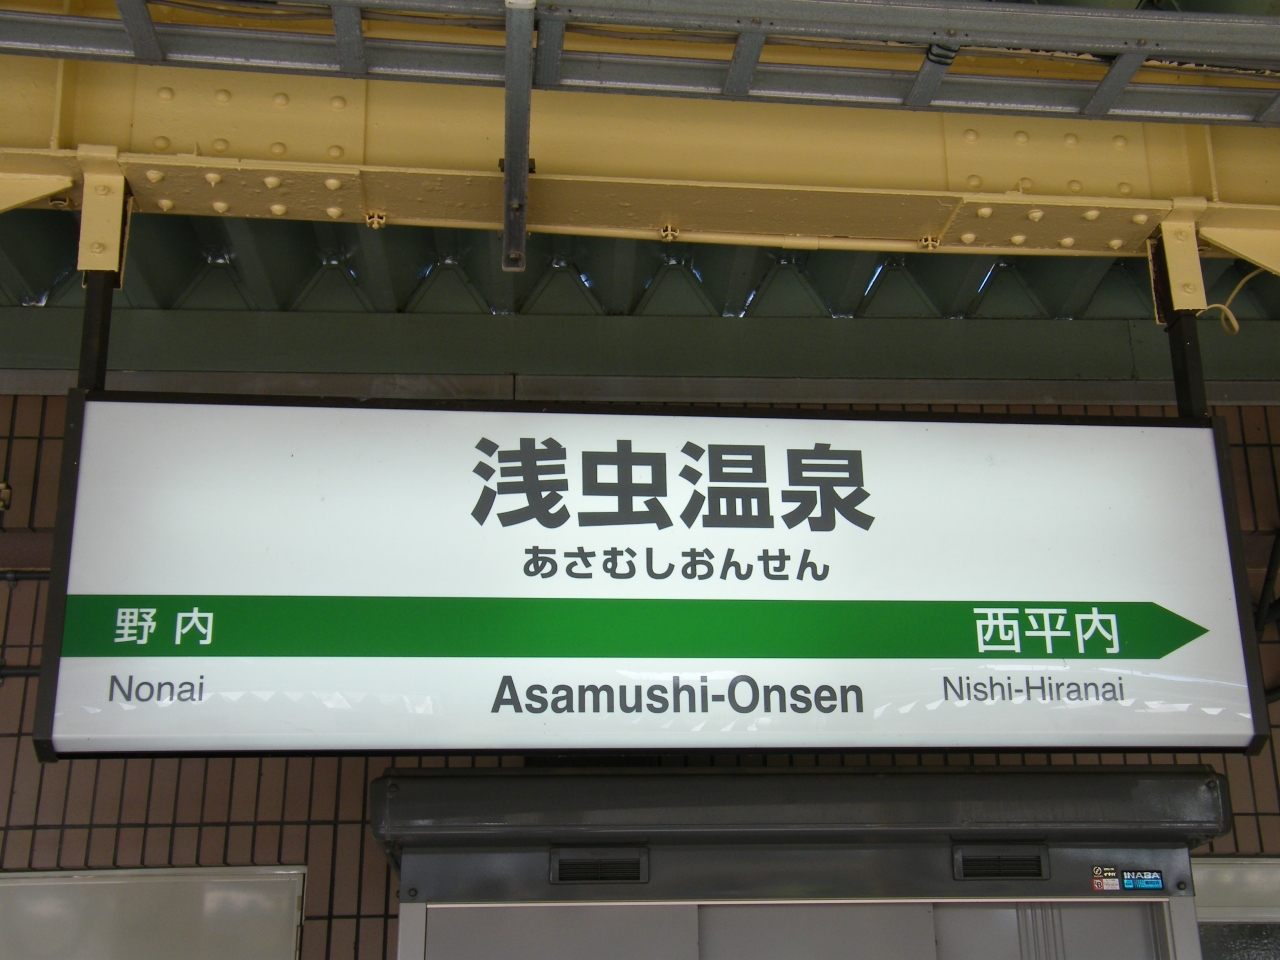 浅虫温泉
あさむしおんせん
野内
西平内
Nonai
Asamushi-Onsen
Nishi-Hiranai
INABA